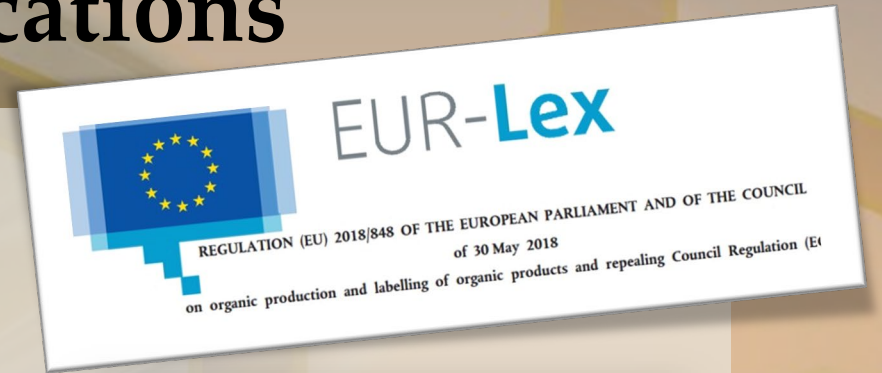 cations
EUR-Lex
REGULATION (EU) 2018/848 OF THE EUROPEAN PARLIAMENT AND OF THE COUNCIL
of 30 May 2018
on organic production and labelling of organic products and repealing Council Regulation (E